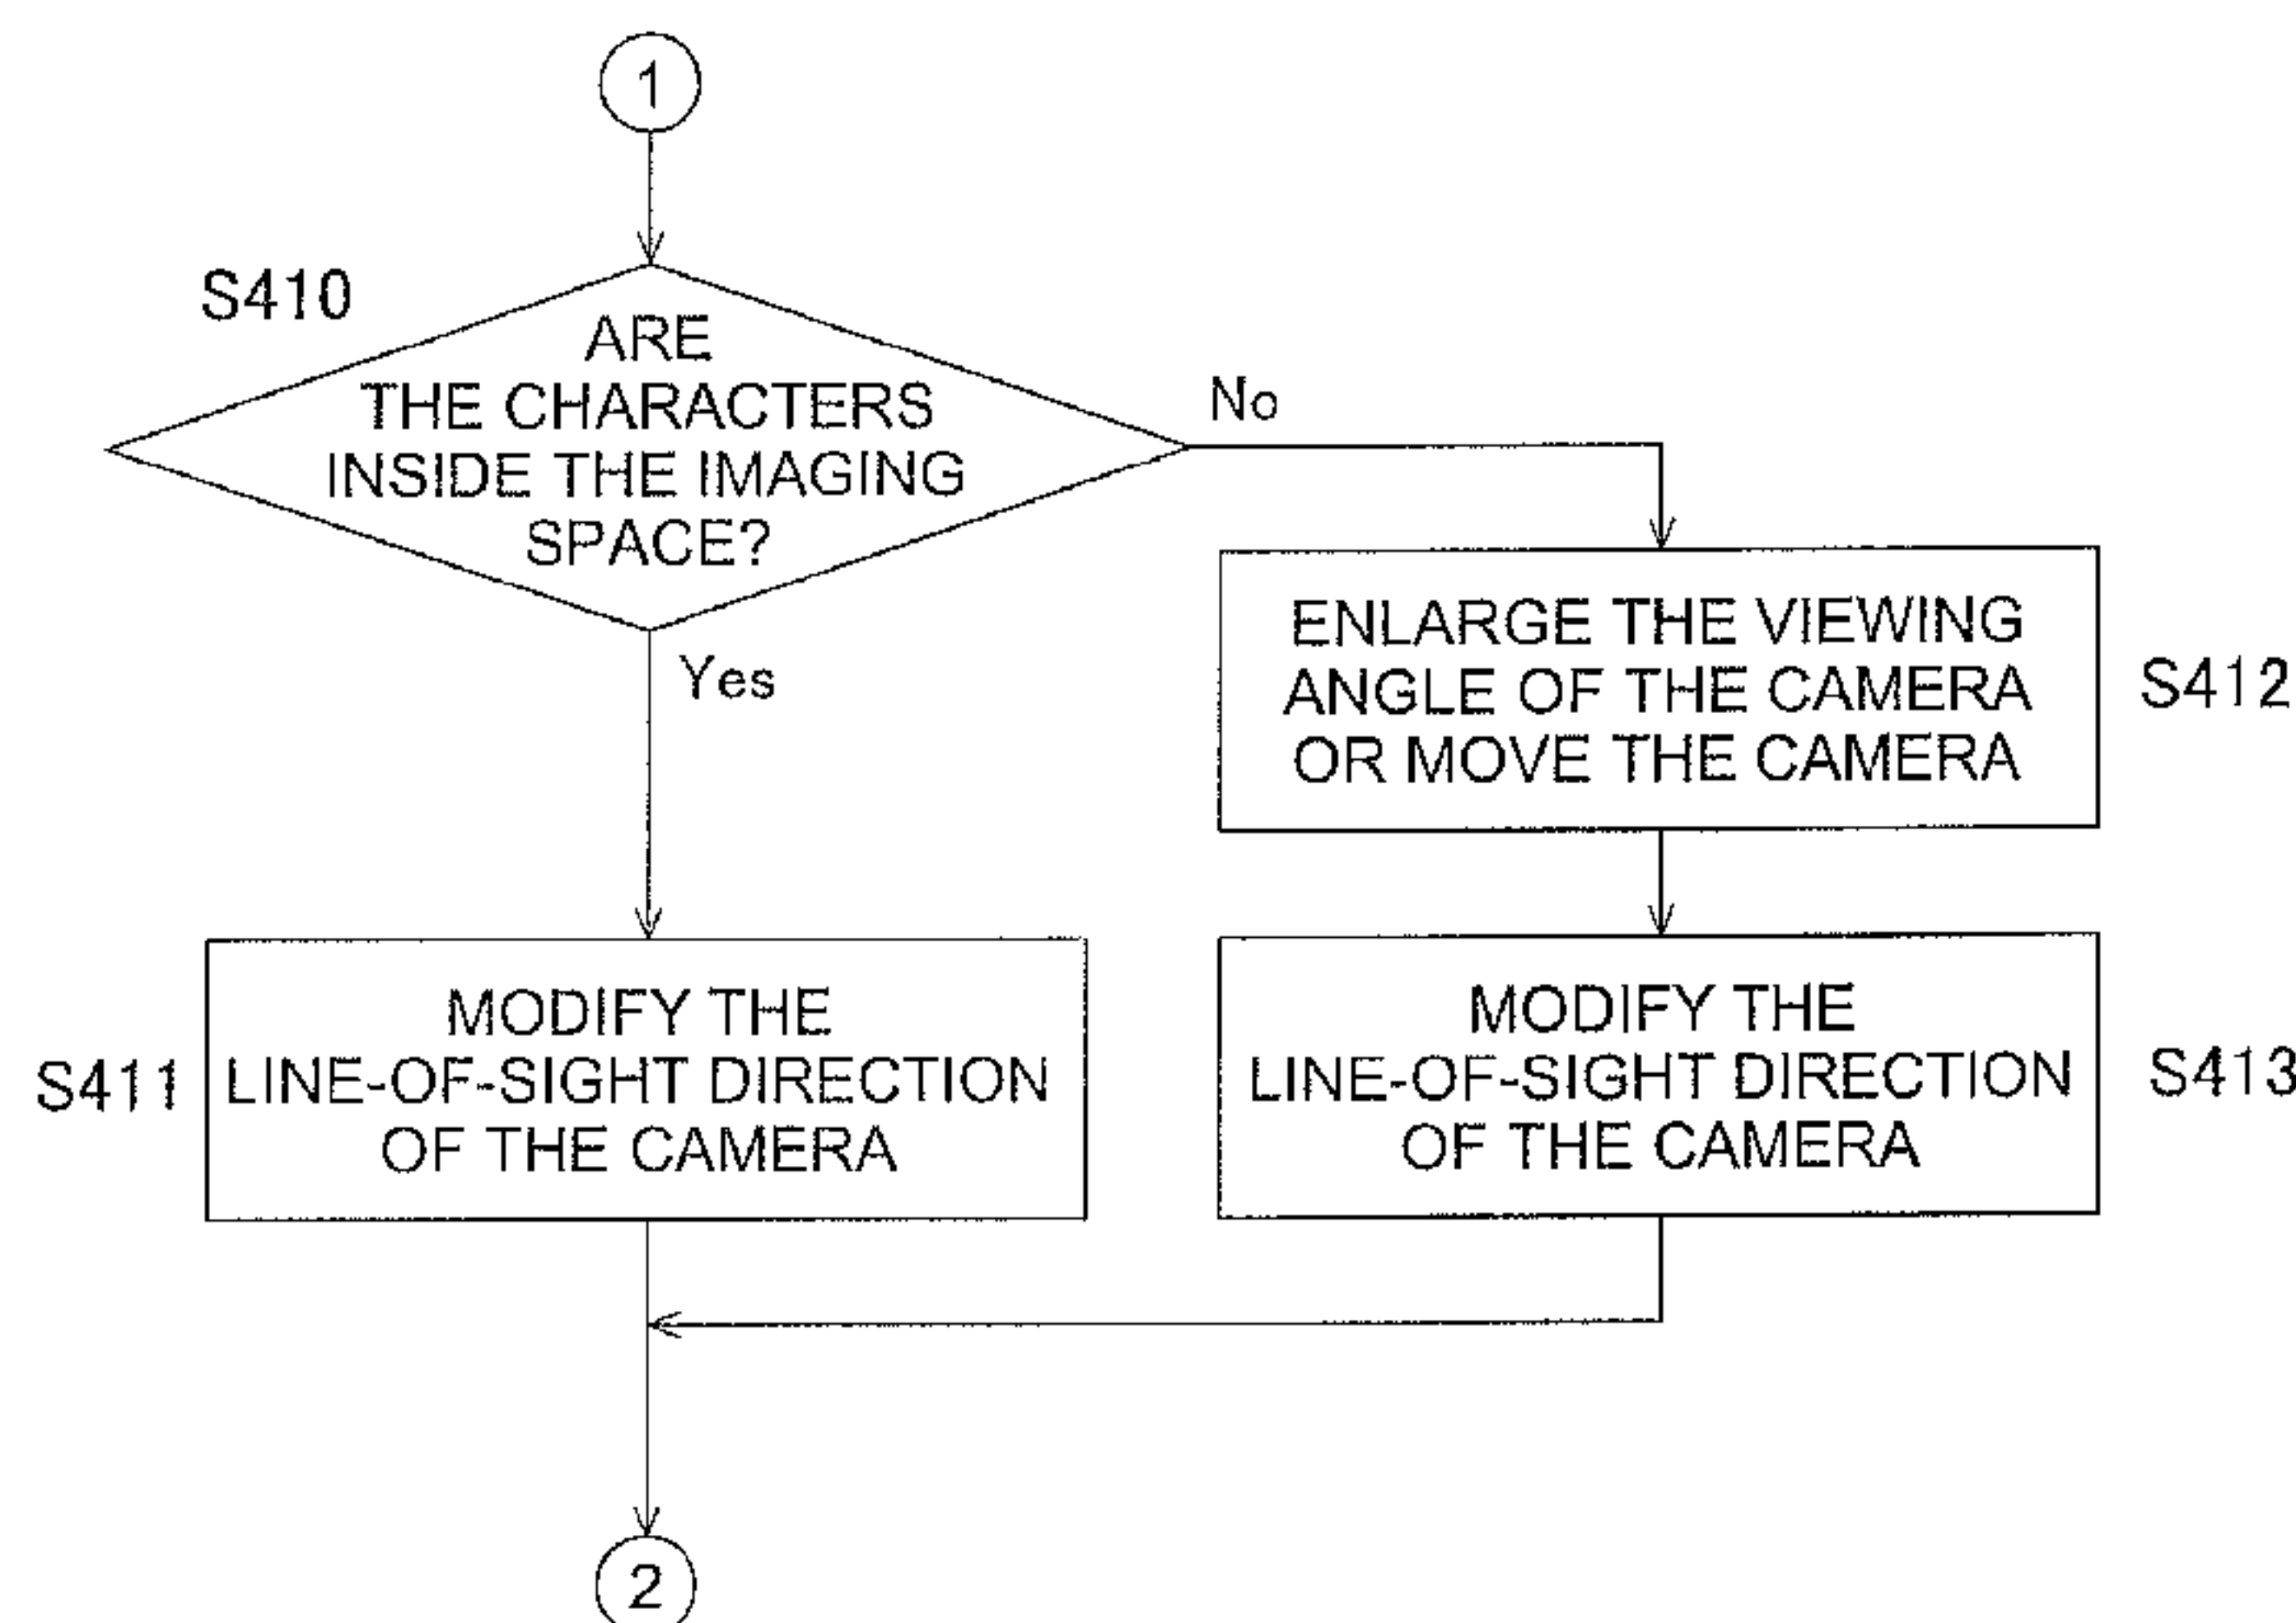 1
S410
ARE
THE CHARACTERS
INSIDE THE IMAGING
SPACE?
No
Yes
ENLARGE THE VIEWING
ANGLE OF THE CAMERA
OR MOVE THE CAMERA
S412
S411
MODIFY THE
LINE-OF-SIGHT DIRECTION
OF THE CAMERA
MODIFY THE
LINE-OF-SIGHT DIRECTION
OF THE CAMERA
S413
2